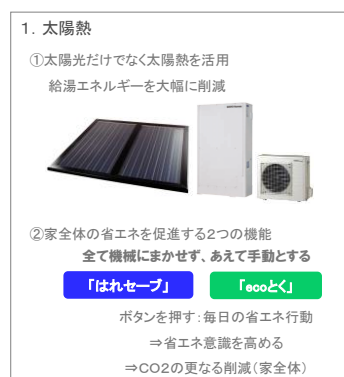 1．太陽熱
①太陽光だけでなく太陽熱を活用
給湯エネルギーを大幅に削減
②家全体の省エネを促進する2つの機能
全て機械にまかせず、あえて手動とする
「はれセーブ」 「ecoとく」
ボタンを押す：毎日の省エネ行動
⇒省エネ意識を高める
⇒CO2の更なる削減（家全体）